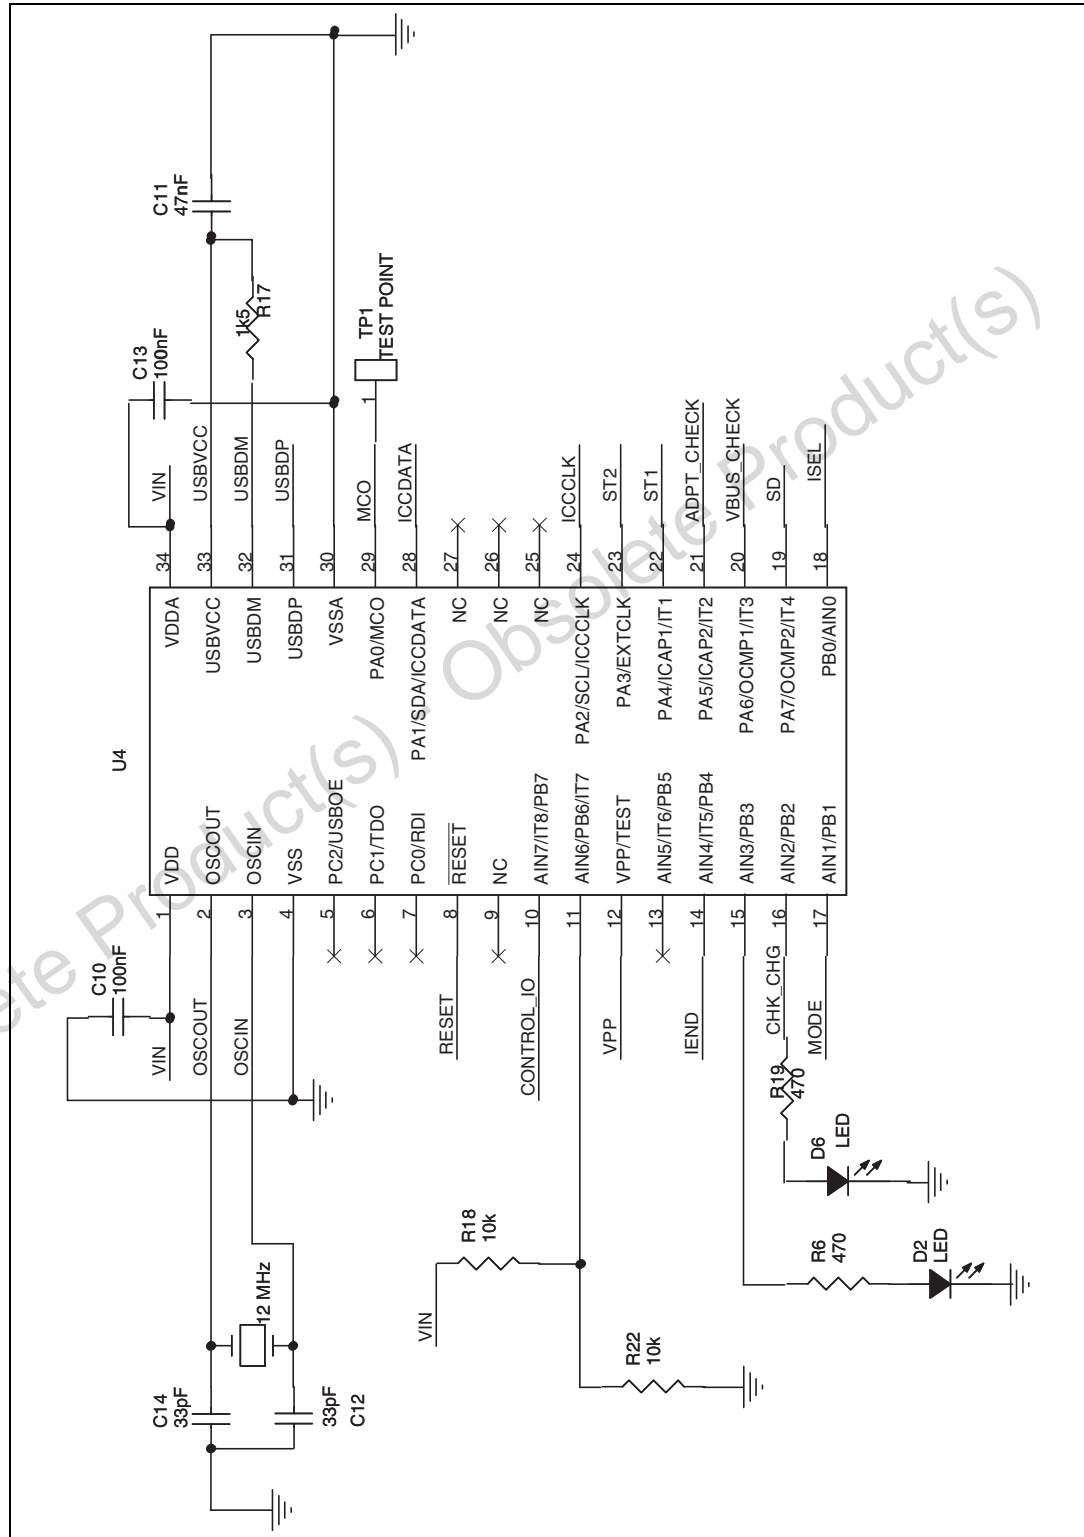 C11
47nF
C13
100nF
1k5
R17
TP1
TEST POINT
1
VIN
USBVCC
USBDM
USBDP
MCO
ICCDATA
ICCCLK
ST2
ST1
ADPT_CHECK
VBUS_CHECK
SD
ISEL
34
33
32
31
30
29
28
27
26
25
24
23
22
21
20
19
18
VDDA
USBVCC
USBDM
USBDP
VSSA
PA0/MCO
PA1/SDA/ICCDATA
NC
NC
NC
PA2/SCL/ICCCLK
PA3/EXTCLK
PA4/ICAP1/IT1
PA5/ICAP2/IT2
PA6/OCMP1/IT3
PA7/OCMP2/IT4
PB0/AIN0
U4
VDD
OSCOUT
OSCIN
VSS
PC2/USBOE
PC1/TDO
PC0/RDI
RESET
NC
AIN7/IT8/PB7
AIN6/PB6/IT7
VPP/TEST
AIN5/IT6/PB5
AIN4/IT5/PB4
AIN3/PB3
AIN2/PB2
AIN1/PB1
1
2
3
4
5
6
7
8
9
10
11
12
13
14
15
16
17
C10
100nF
VIN
OSCOUT
OSCIN
RESET
CONTROL_IO
VPP
IEND
CHK_CHG
MODE
R19
470
D6
LED
R6
470
D2
LED
R18
10k
VIN
R22
10k
12 MHz
C14
33pF
33pF
C12
ete Product(s) - Obsolete Product(s)